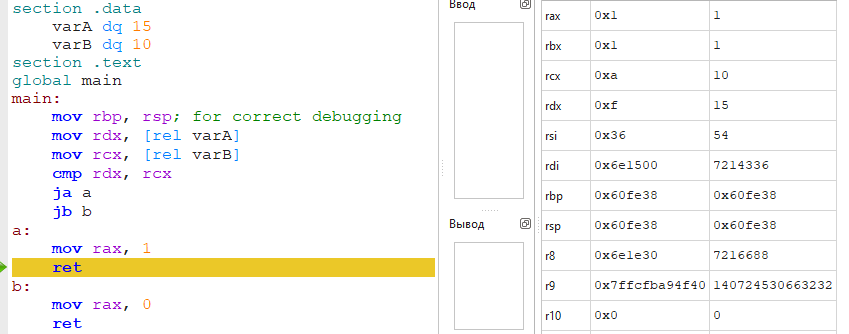 section .data
    varA dq 15
    varB dq 10
section .text
global main
main:
    mov rbp, rsp; for correct debugging
    mov rdx, [rel varA]
    mov rcx, [rel varB]
    cmp rdx, rcx
    ja a
    jb b
a:
    mov rax, 1
    ret
b:
    mov rax, 0
    ret
Ввод
Вывод
rax 0x1 1
rbx 0x1 1
rcx 0xa 10
rdx 0xf 15
rsi 0x36 54
rdi 0x6e1500 7214336
rbp 0x60fe38 0x60fe38
rsp 0x60fe38 0x60fe38
r8 0x6e1e30 7216688
r9 0x7ffcfba94f40 140724530663232
r10 0x0 0